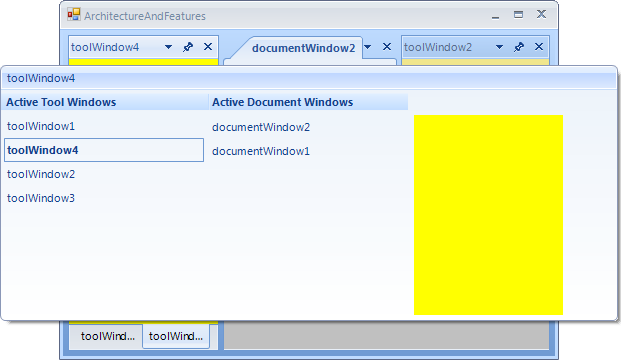 ArchitectureAndFeatures
toolWindow4
documentWindow2
toolWindow2
toolWindow4
Active Tool Windows
Active Document Windows
toolWindow1
documentWindow2
toolWindow4
documentWindow1
toolWindow2
toolWindow3
toolWind...
toolWind...